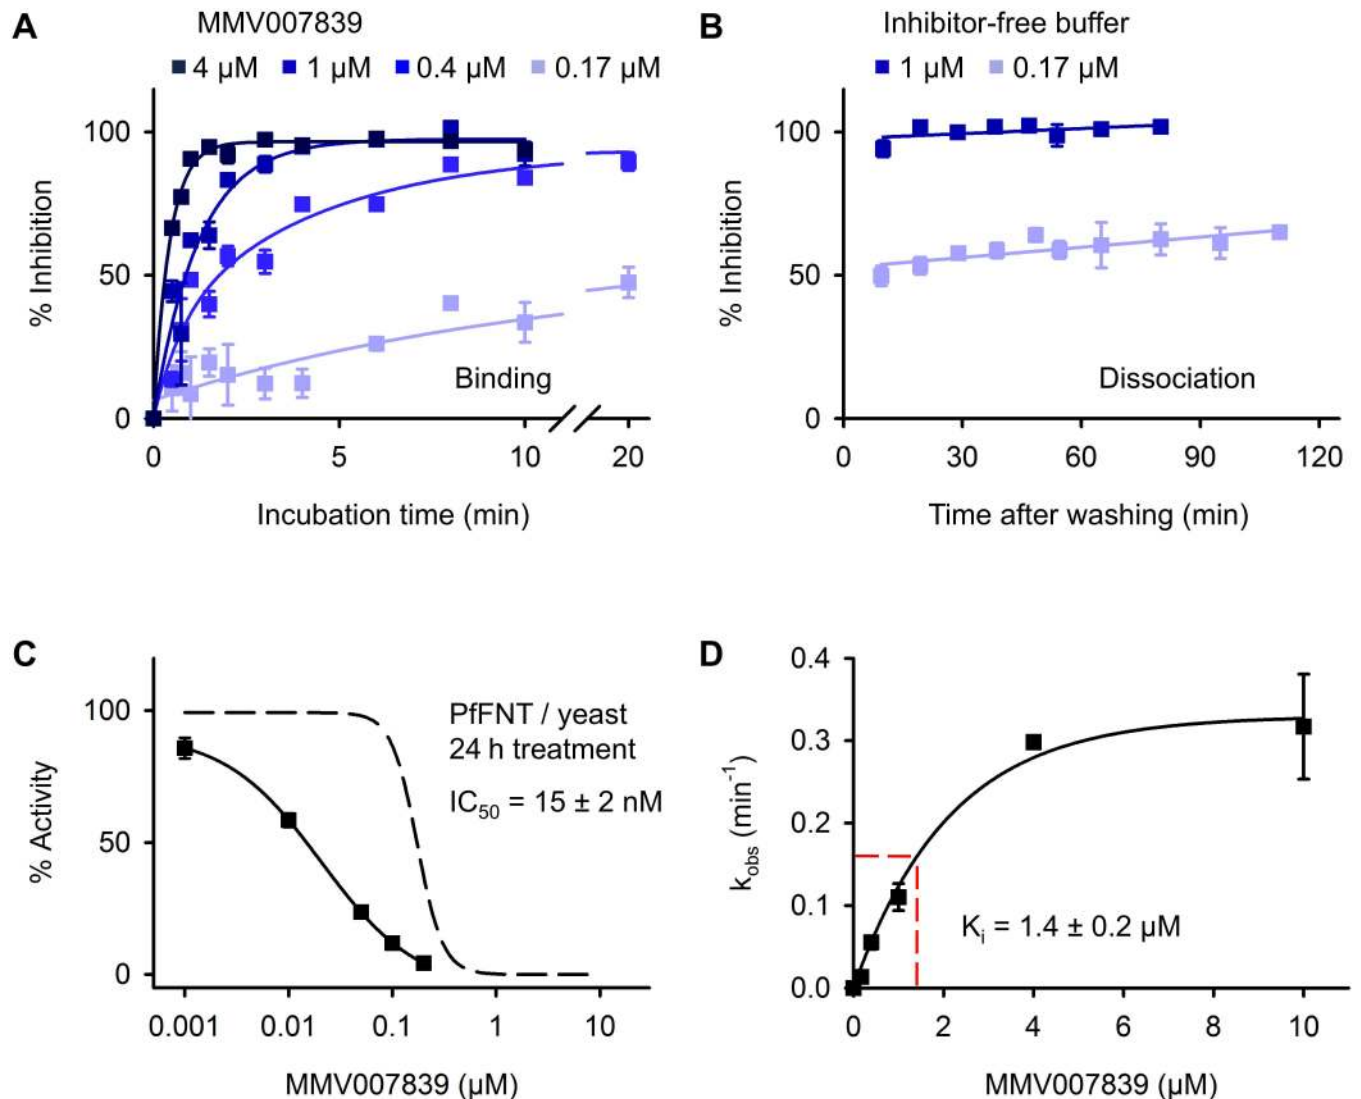 A
MMV007839
4 µM 1 µM 0.4 µM 0.17 µM
100
50
0
% Inhibition
Binding
0 5 10 20
Incubation time (min)
B
Inhibitor-free buffer
1 µM 0.17 µM
100
50
0
% Inhibition
Dissociation
0 30 60 90 120
Time after washing (min)
C
100
50
0
% Activity
PfFNT / yeast
24 h treatment
IC50 = 15 ± 2 nM
0.001 0.01 0.1 1 10
MMV007839 (µM)
D
0.4
0.3
0.2
0.1
0.0
kobs (min-1)
Ki = 1.4 ± 0.2 µM
0 2 4 6 8 10
MMV007839 (µM)